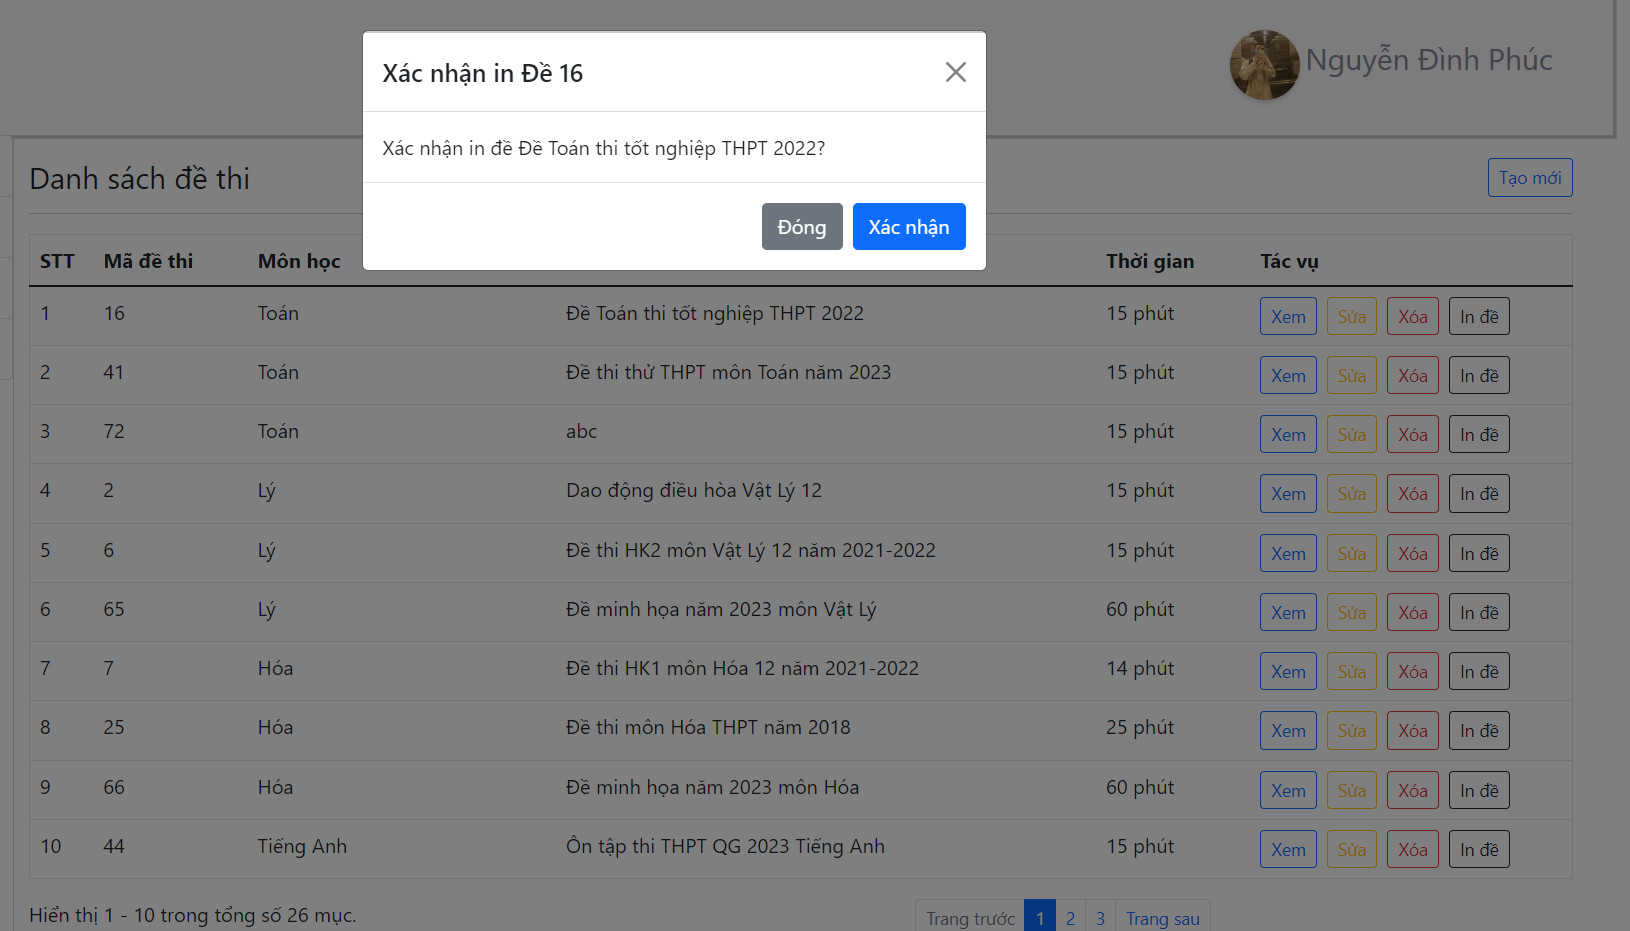 Nguyễn Đình Phúc
Xác nhận in Đề 16
Xác nhận in đề Đề Toán thi tốt nghiệp THPT 2022?
Đóng Xác nhận
Danh sách đề thi Tạo mới
STT Mã đề thi Môn học Thời gian Tác vụ
1 16 Toán Đề Toán thi tốt nghiệp THPT 2022 15 phút Xem Sửa Xóa In đề
2 41 Toán Đề thi thử THPT môn Toán năm 2023 15 phút Xem Sửa Xóa In đề
3 72 Toán abc 15 phút Xem Sửa Xóa In đề
4 2 Lý Dao động điều hòa Vật Lý 12 15 phút Xem Sửa Xóa In đề
5 6 Lý Đề thi HK2 môn Vật Lý 12 năm 2021-2022 15 phút Xem Sửa Xóa In đề
6 65 Lý Đề minh họa năm 2023 môn Vật Lý 60 phút Xem Sửa Xóa In đề
7 7 Hóa Đề thi HK1 môn Hóa 12 năm 2021-2022 14 phút Xem Sửa Xóa In đề
8 25 Hóa Đề thi môn Hóa THPT năm 2018 25 phút Xem Sửa Xóa In đề
9 66 Hóa Đề minh họa năm 2023 môn Hóa 60 phút Xem Sửa Xóa In đề
10 44 Tiếng Anh Ôn tập thi THPT QG 2023 Tiếng Anh 15 phút Xem Sửa Xóa In đề
Hiển thị 1 - 10 trong tổng số 26 mục. Trang trước 1 2 3 Trang sau